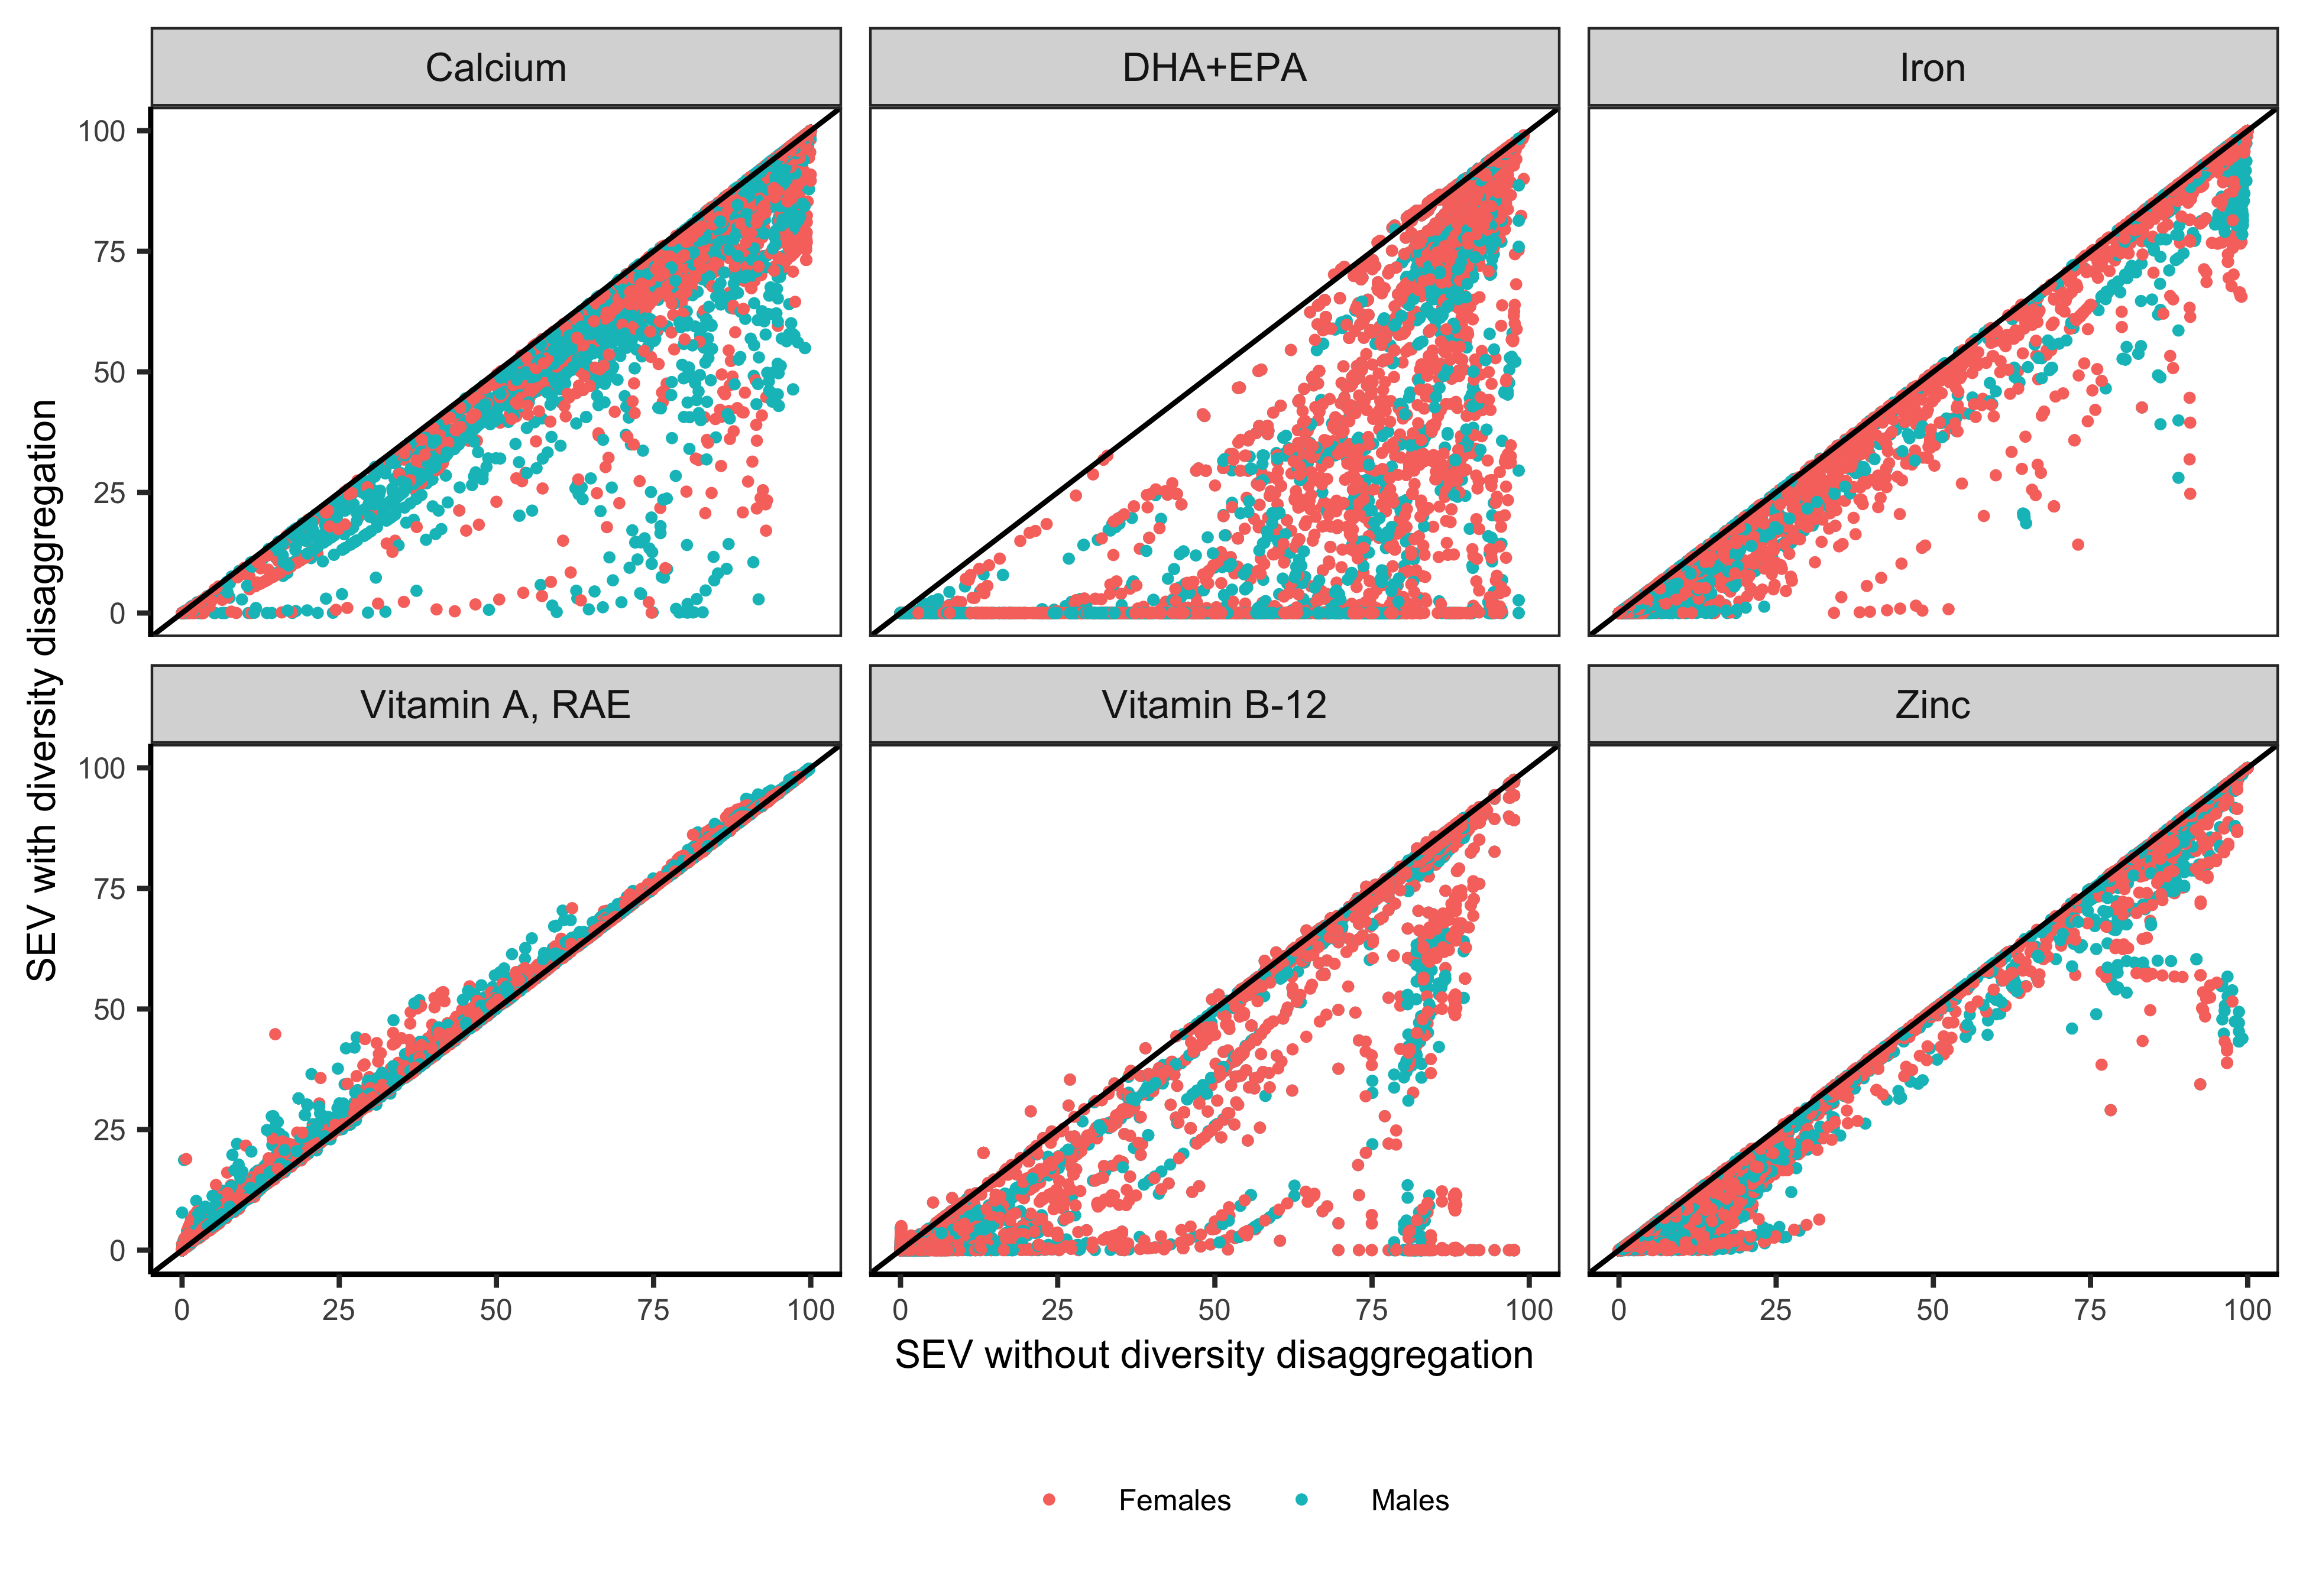 Calcium
DHA+EPA
Iron
100
75
50
25
0
Vitamin A, RAE
Vitamin B-12
Zinc
100
75
50
25
0
SEV with diversity disaggregation
0 25 50 75 100
0 25 50 75 100
0 25 50 75 100
SEV without diversity disaggregation
Females
Males